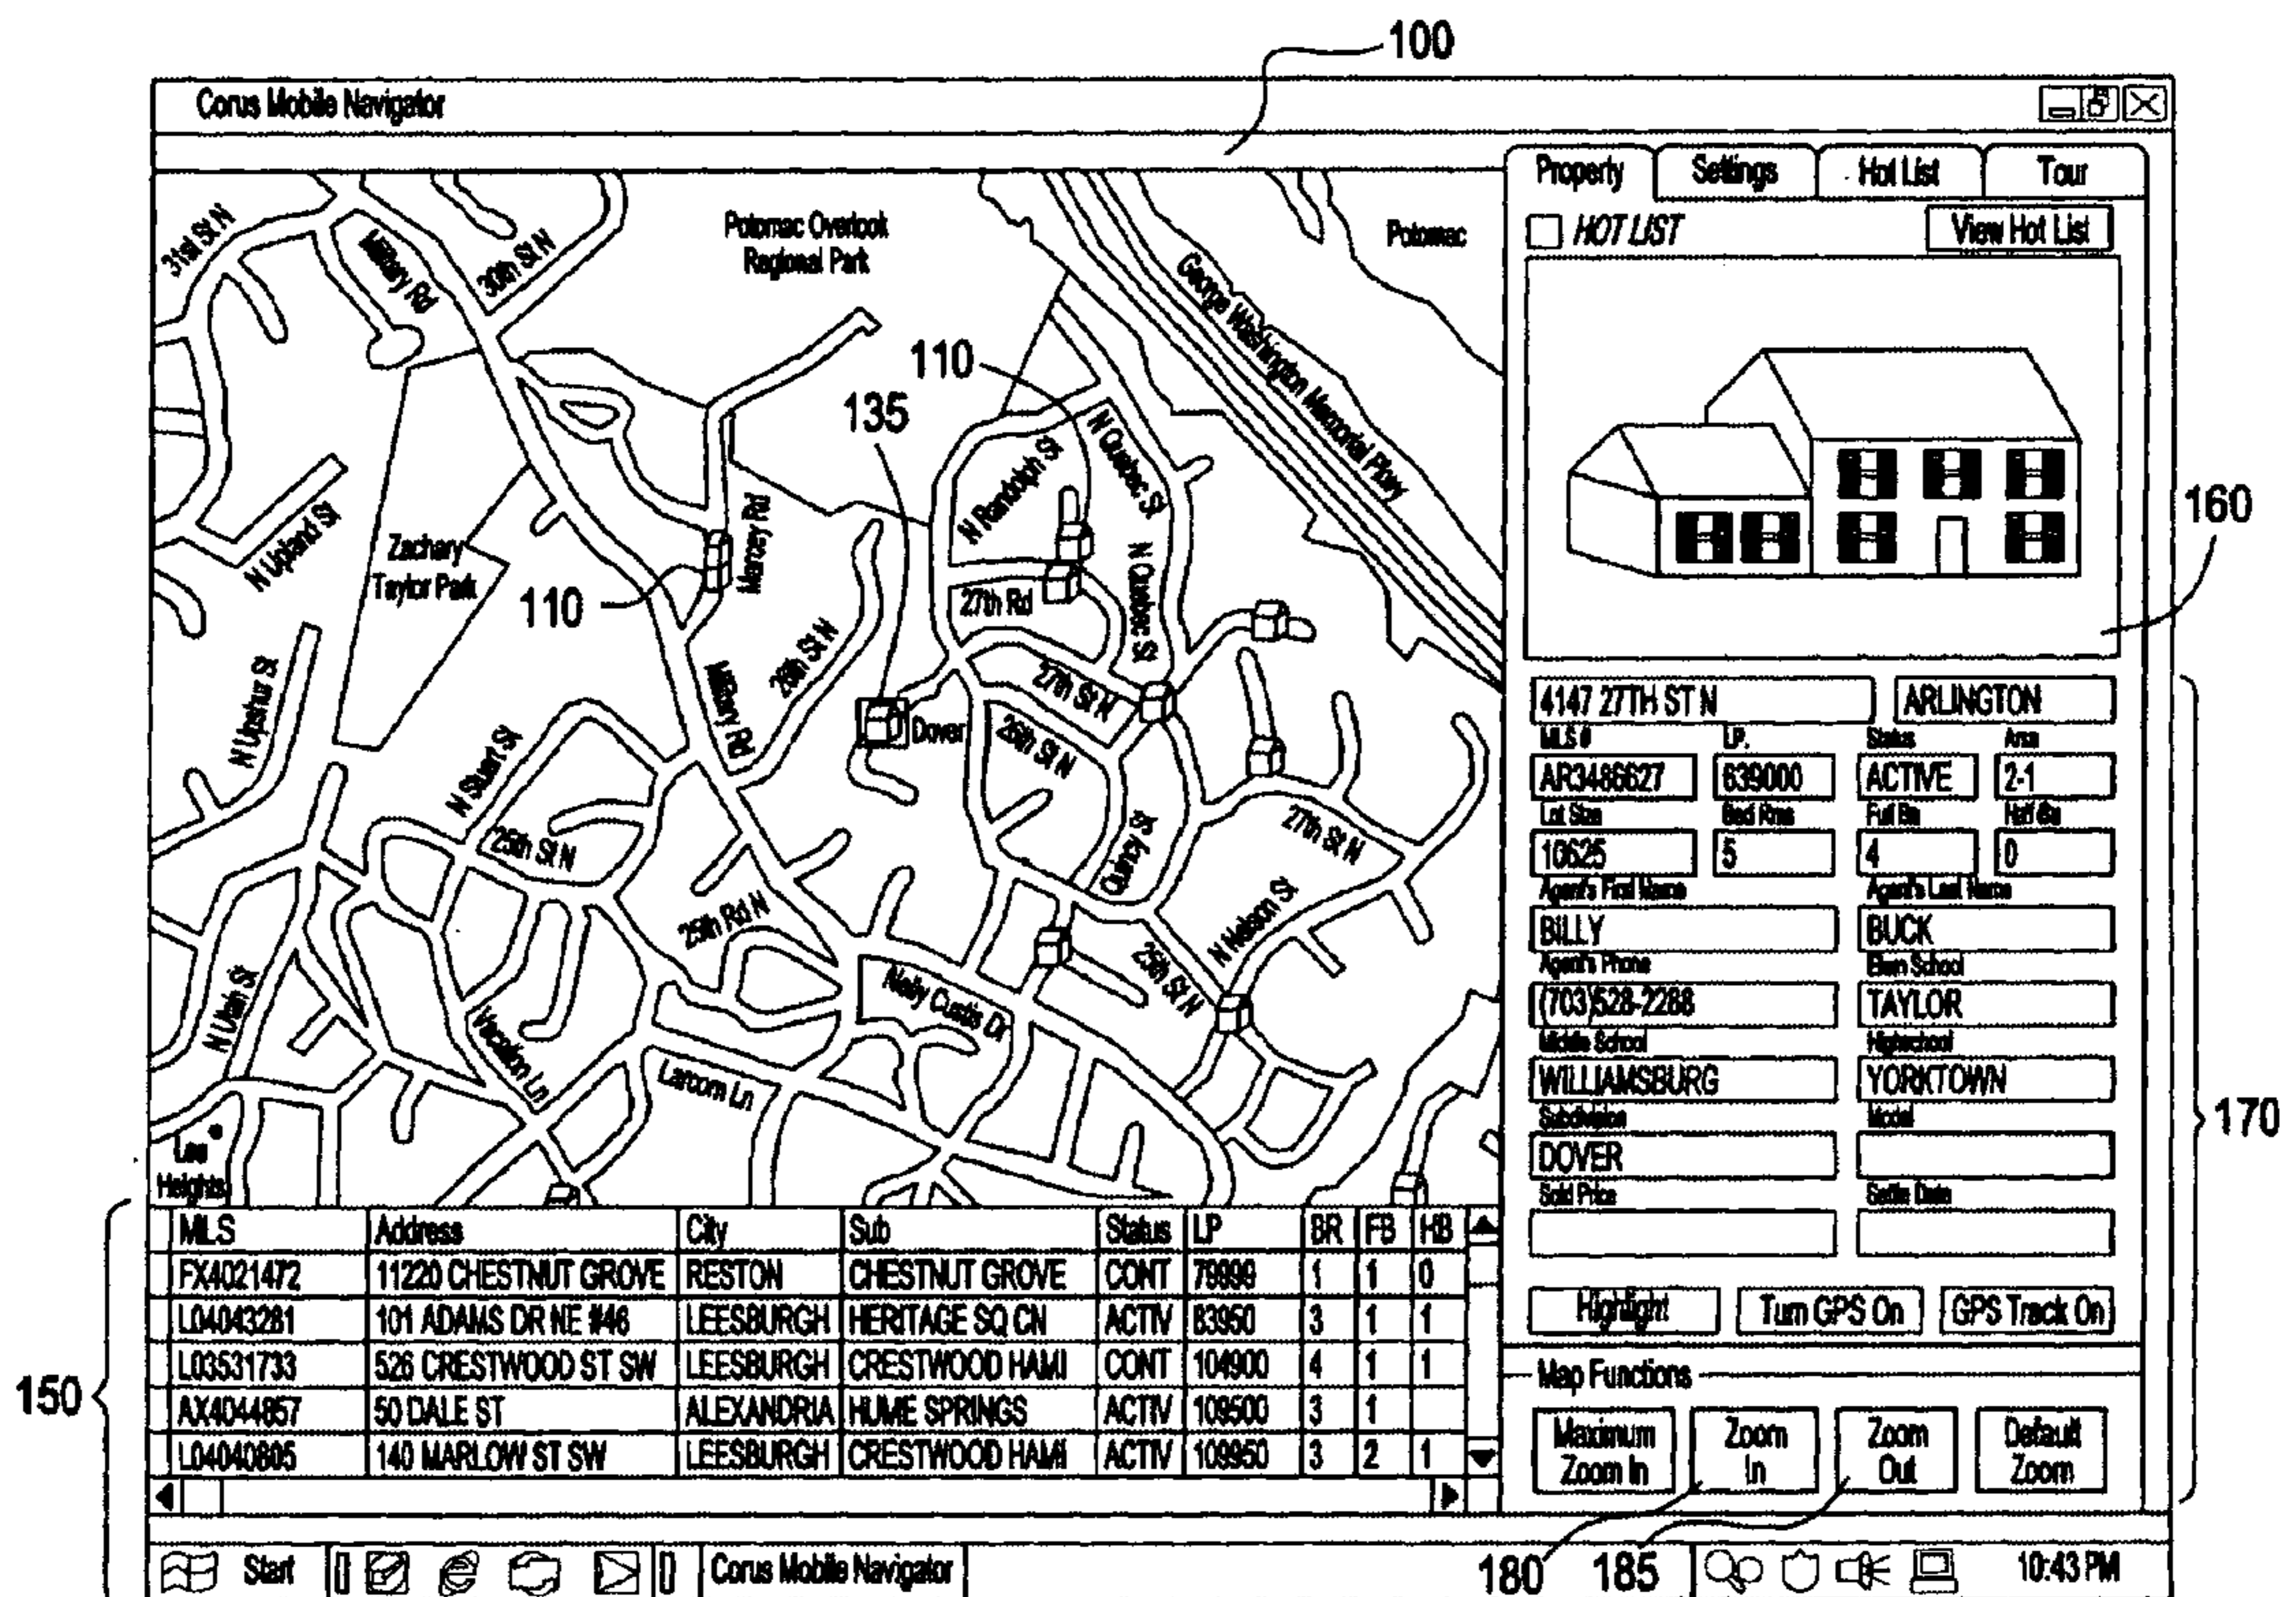 100
Corus Mobile Navigator
Property
Settings
Hot List
Tour
HOT LIST
View Hot List
31st St N
Military Rd
30th St N
Potomac Overlook
Regional Park
Potomac
George Washington Memorial Pkwy
110
135
N Randolph St
N Quebec St
N Upland St
Zachary
Taylor Park
Marcey Rd
110
27th Rd
N Quebec St
160
N Upshur St
Military Rd
26th St N
27th St N
Dover
26th St N
N Stuart St
25th St N
Quincy St
27th St N
25th Rd N
N Nelson St
25th St N
N Utah St
Vacation Ln
Nelly Custis Dr
Larcom Ln
Lee
Heights
4147 27TH ST N
ARLINGTON
MLS #
LP.
Status
Area
AR3486627
639000
ACTIVE
2-1
Lot Size
Bed Rms
Full Ba
Half Ba
10625
5
4
0
Agent's First Name
Agent's Last Name
BILLY
BUCK
Agent's Phone
Elem School
(703)528-2288
TAYLOR
Middle School
Highschool
WILLIAMSBURG
YORKTOWN
170
Subdivision
Model
DOVER
Sold Price
Settle Date
Highlight
Turn GPS On
GPS Track On
Map Functions
Maximum
Zoom In
Zoom
In
Zoom
Out
Default
Zoom
150
MLS Address City Sub Status LP BR FB HB
FX4021472 11220 CHESTNUT GROVE RESTON CHESTNUT GROVE CONT 79999 1 1 0
L04043281 101 ADAMS DR NE #46 LEESBURGH HERITAGE SQ CN ACTIV 83950 3 1 1
L03531733 526 CRESTWOOD ST SW LEESBURGH CRESTWOOD HAMI CONT 104900 4 1 1
AX4044857 50 DALE ST ALEXANDRIA HUME SPRINGS ACTIV 109500 3 1
L04040805 140 MARLOW ST SW LEESBURGH CRESTWOOD HAMI ACTIV 109950 3 2 1
180
185
Start
Corus Mobile Navigator
10:43 PM